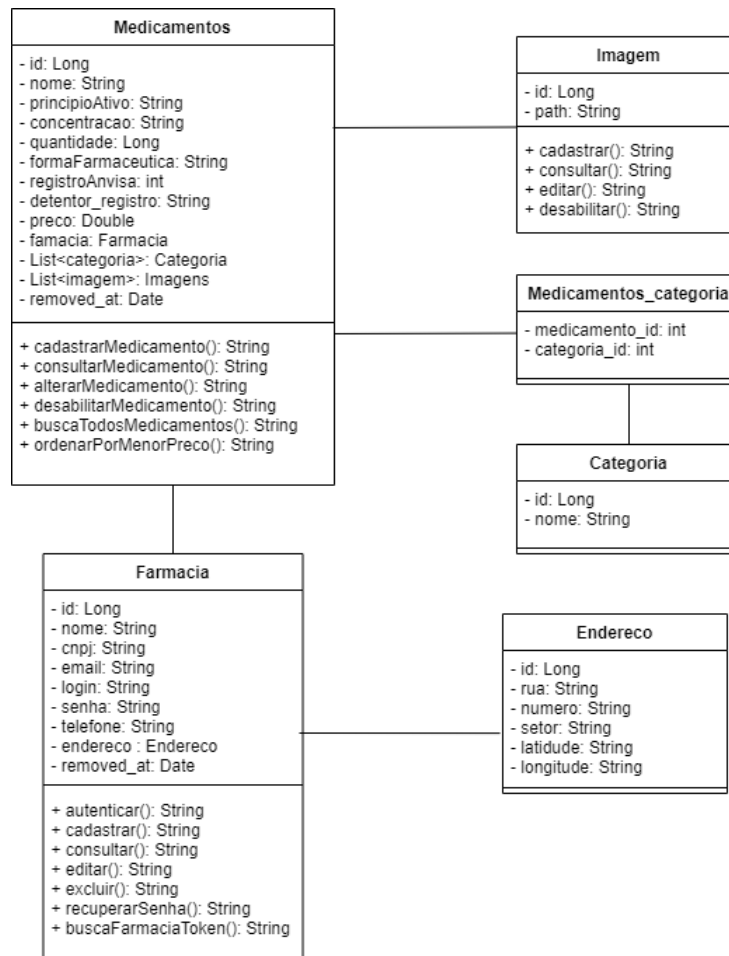 Medicamentos
- id: Long
- nome: String
- principioAtivo: String
- concentracao: String
- quantidade: Long
- formaFarmaceutica: String
- registroAnvisa: int
- detentor_registro: String
- preco: Double
- famacia: Farmacia
- List<categoria>: Categoria
- List<imagem>: Imagens
- removed_at: Date
+ cadastrarMedicamento(): String
+ consultarMedicamento(): String
+ alterarMedicamento(): String
+ desabilitarMedicamento(): String
+ buscaTodosMedicamentos(): String
+ ordenarPorMenorPreco(): String
Imagem
- id: Long
- path: String
+ cadastrar(): String
+ consultar(): String
+ editar(): String
+ desabilitar(): String
Medicamentos_categoria
- medicamento_id: int
- categoria_id: int
Categoria
- id: Long
- nome: String
Farmacia
- id: Long
- nome: String
- cnpj: String
- email: String
- login: String
- senha: String
- telefone: String
- endereco : Endereco
- removed_at: Date
+ autenticar(): String
+ cadastrar(): String
+ consultar(): String
+ editar(): String
+ excluir(): String
+ recuperarSenha(): String
+ buscaFarmaciaToken(): String
Endereco
- id: Long
- rua: String
- numero: String
- setor: String
- latidude: String
- longitude: String